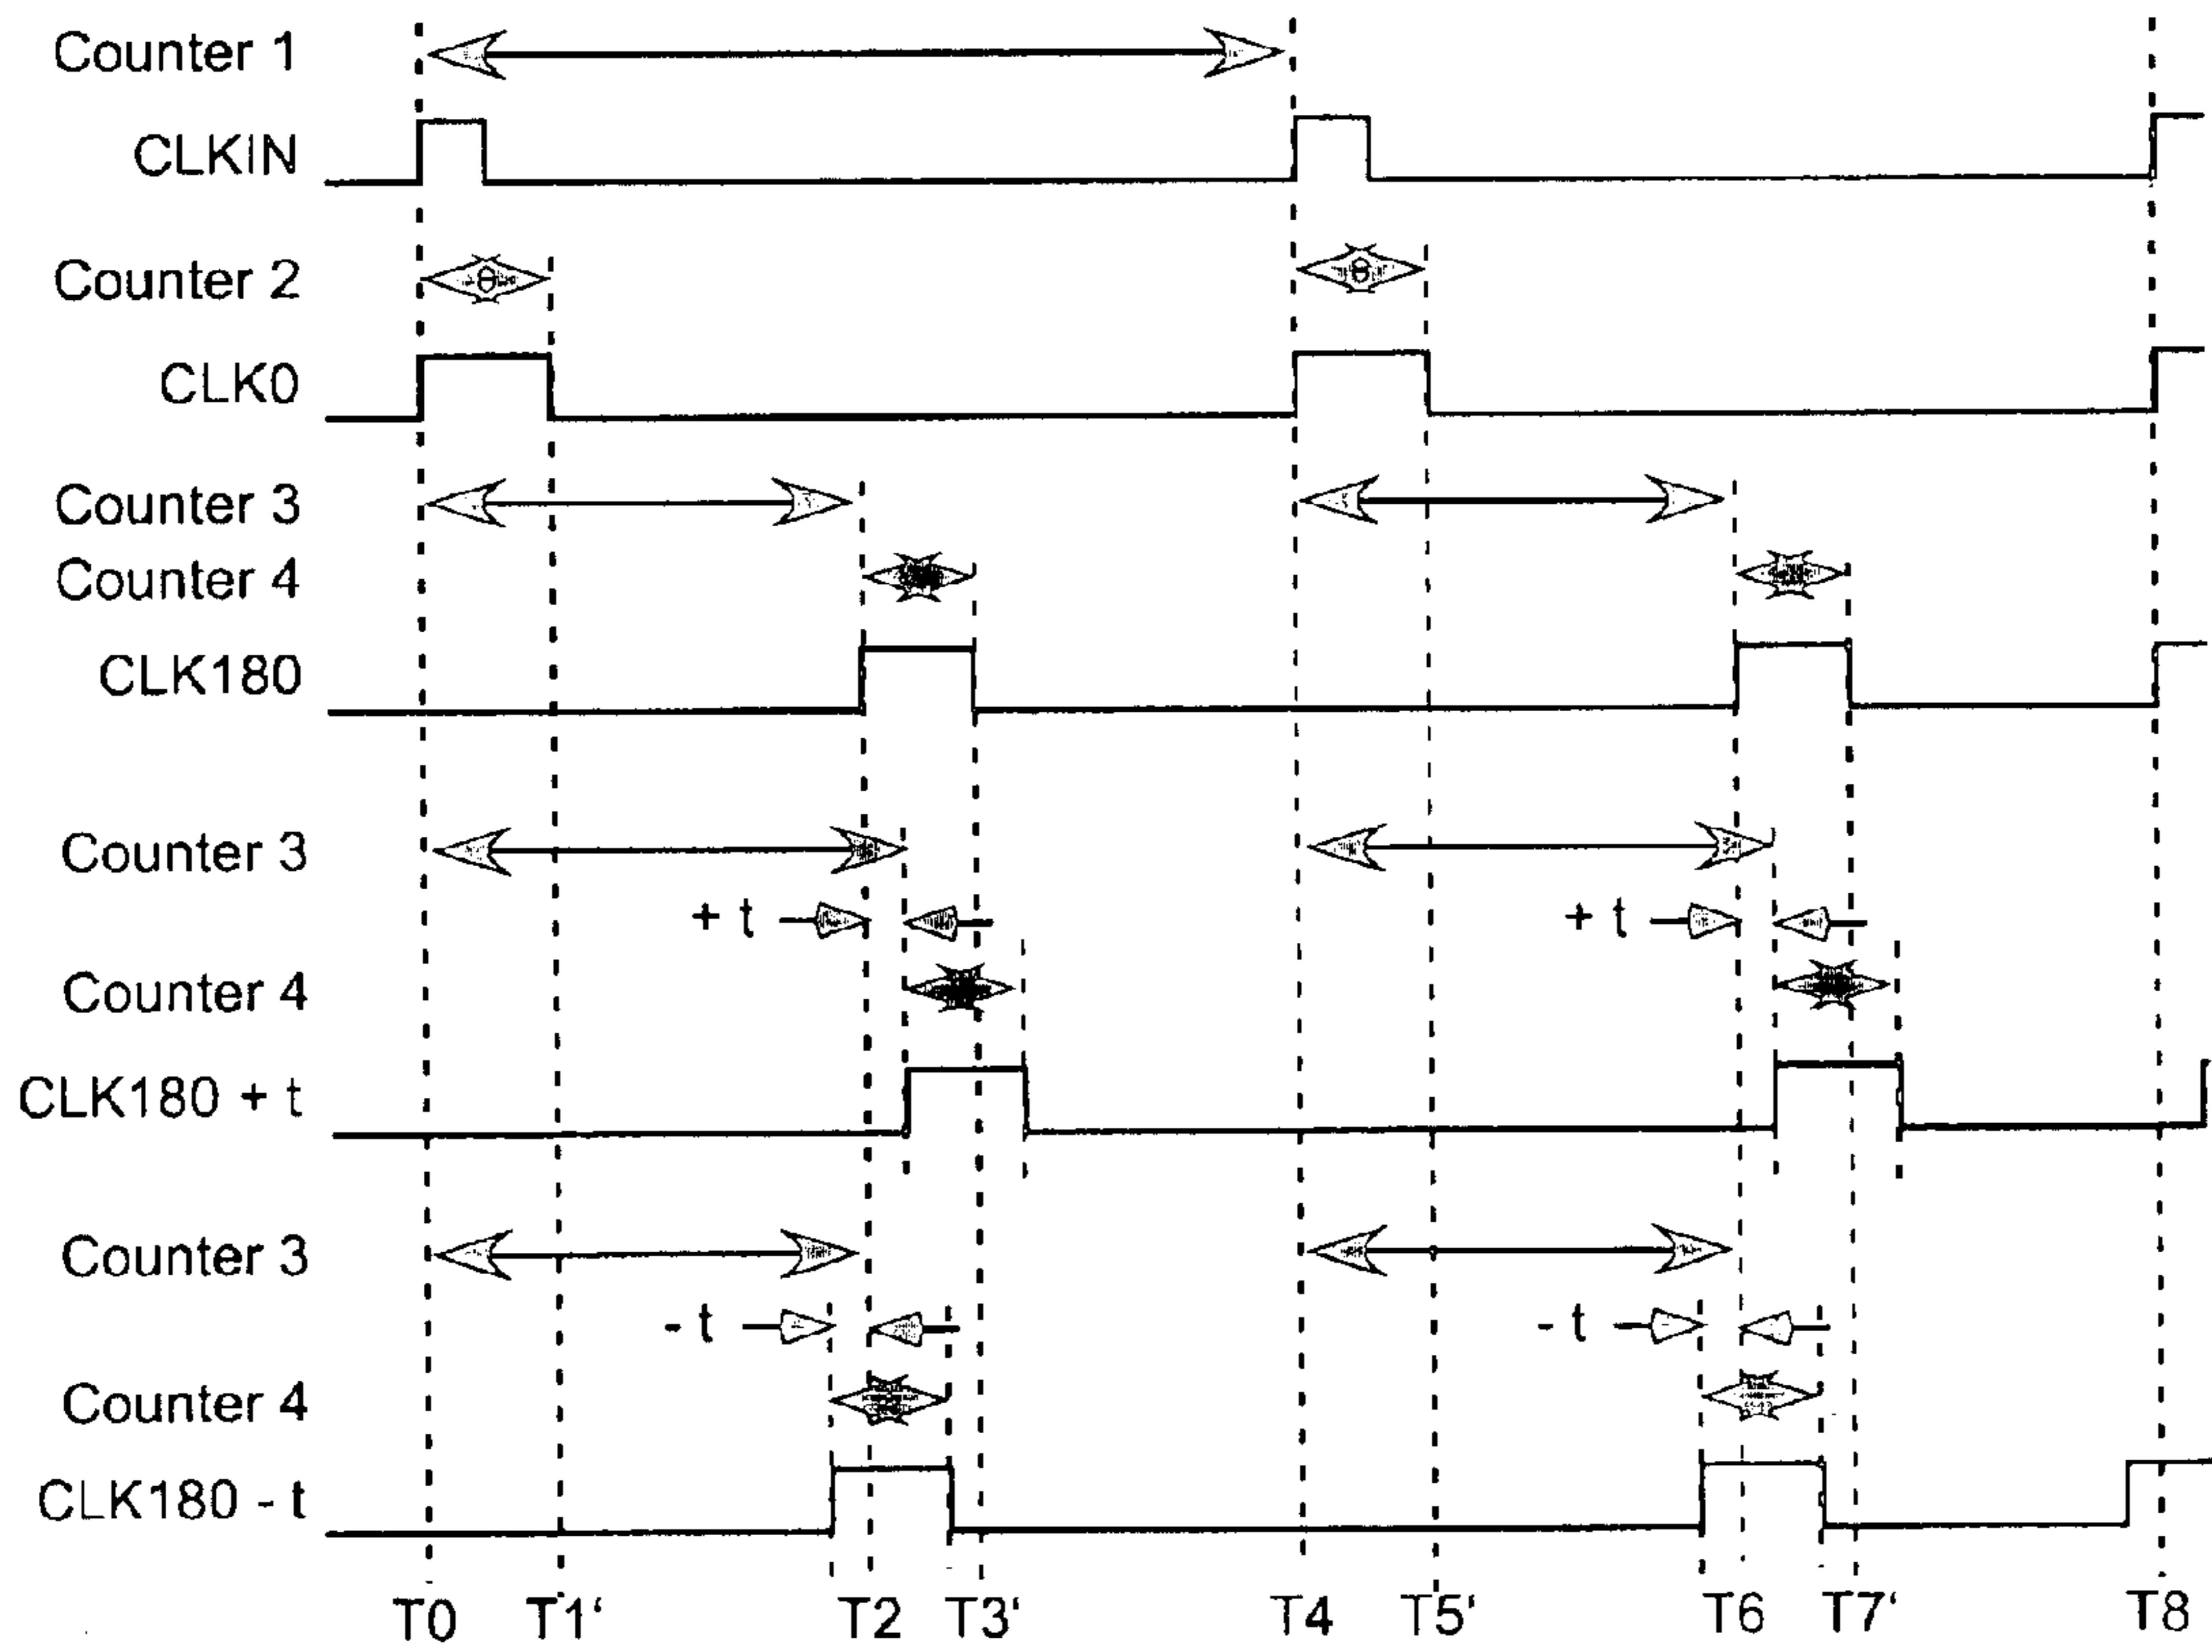 Counter 1
CLKIN
Counter 2
θ θ
CLK0
Counter 3
Counter 4
CLK180
Counter 3
+ t + t
Counter 4
CLK180 + t
Counter 3
- t - t
Counter 4
CLK180 - t
T0 T1‘ T2 T3' T4 T5' T6 T7‘ T8